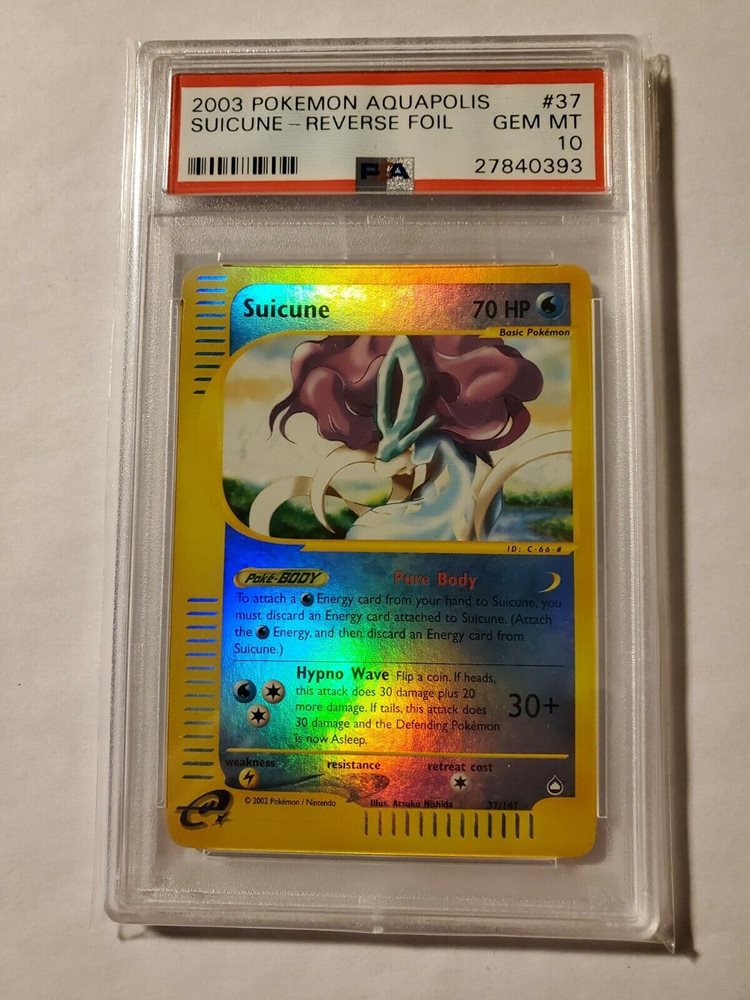 2003 POKEMON AQUAPOLIS #37
SUICUNE - REVERSE FOIL GEM MT
10
PSA 27840393
Suicune 70 HP
Basic Pokémon
ID: C-66-#
Poké-BODY Pure Body
To attach a Energy card from your hand to Suicune, you
must discard an Energy card attached to Suicune. (Attach
the Energy, and then discard an Energy card from
Suicune.)
Hypno Wave Flip a coin. If heads,
this attack does 30 damage plus 20
more damage. If tails, this attack does
30 damage and the Defending Pokémon
is now Asleep.
30+
weakness resistance retreat cost
e
© 2002 Pokémon / Nintendo Illus. Atsuko Nishida 37/147